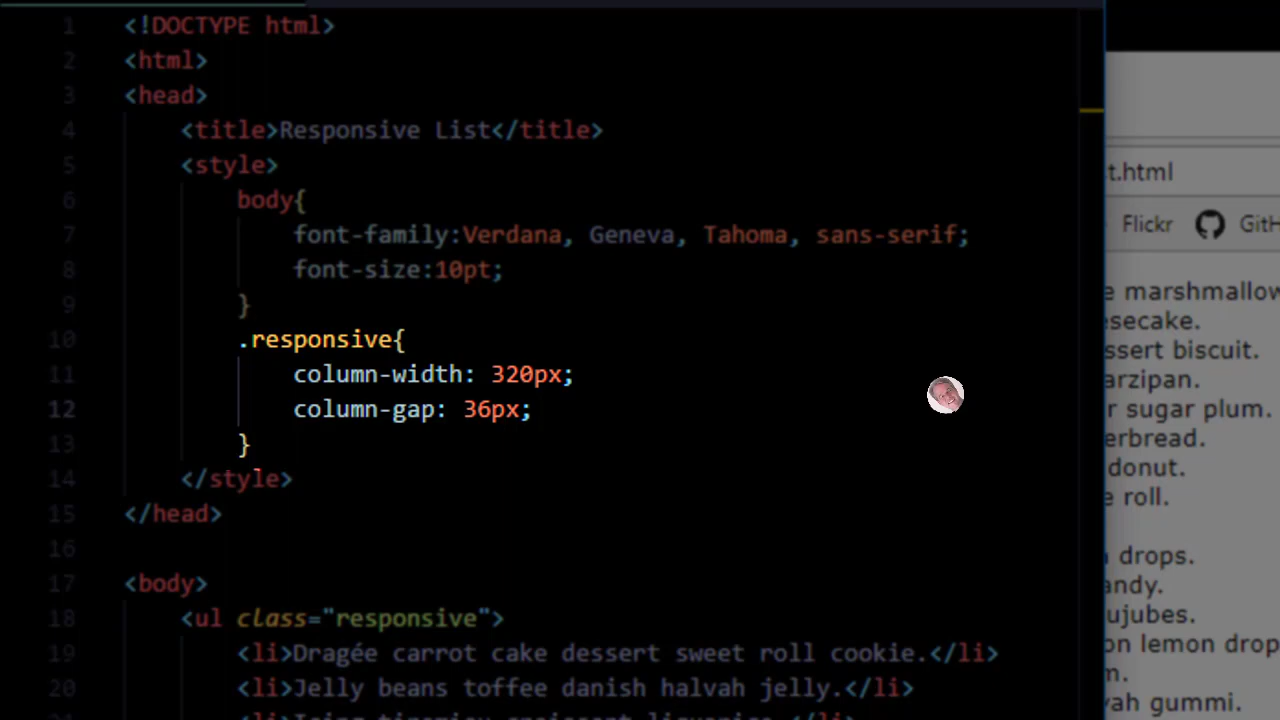 1 <!DOCTYPE html>
2 <html>
3 <head>
4 <title>Responsive List</title>
5 <style>
6 body{
7 font-family:Verdana, Geneva, Tahoma, sans-serif;
8 font-size:10pt;
9 }
10 .responsive{
11 column-width: 320px;
12 column-gap: 36px;
13 }
14 </style>
15 </head>
16
17 <body>
18 <ul class="responsive">
19 <li>Dragée carrot cake dessert sweet roll cookie.</li>
20 <li>Jelly beans toffee danish halvah jelly.</li>
t.html
Flickr
e marshmallow
esecake.
ssert biscuit.
arzipan.
r sugar plum.
erbread.
donut.
e roll.
drops.
andy.
ujubes.
on lemon drop
m.
vah gummi.